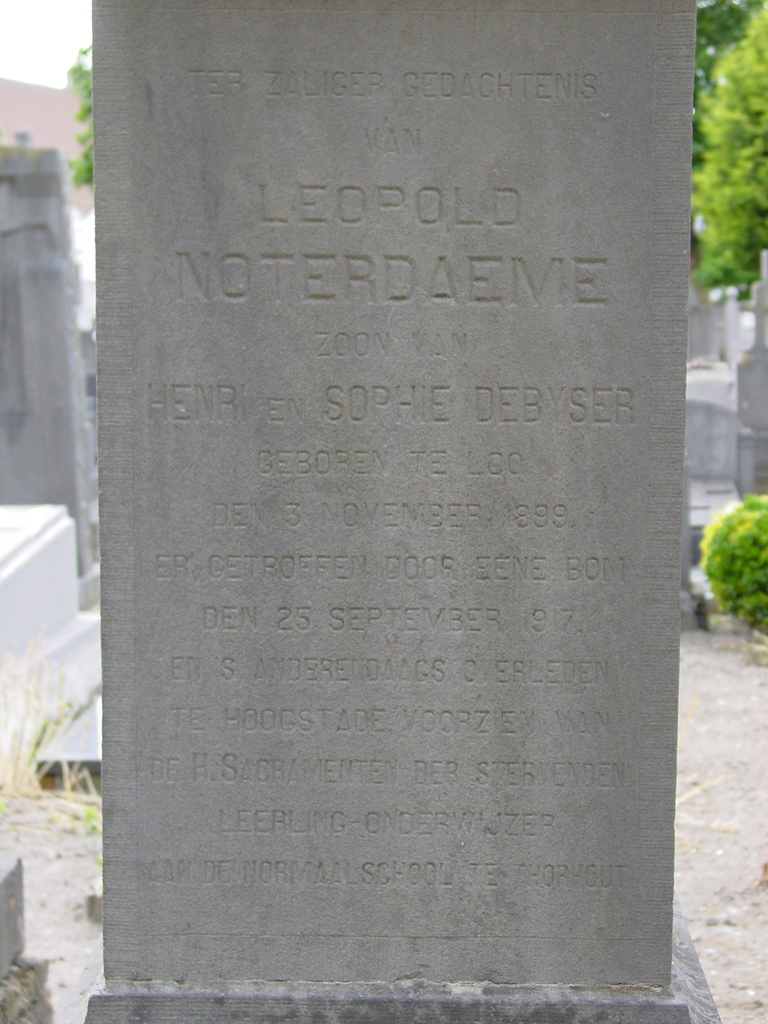 TER ZALIGER GEDACHTENIS
VAN
LEOPOLD
NOTERDAEME
ZOON VAN
HENRI EN SOPHIE DEBYSER
GEBOREN TE LOO
DEN 3 NOVEMBER 1899.
ER GETROFFEN DOOR EENE BOM
DEN 25 SEPTEMBER 1917.
EN 'S ANDERENDAAGS OVERLEDEN
TE HOOGSTADE, VOORZIEN VAN
DE H. SACRAMENTEN DER STERVENDEN
LEERLING-ONDERWIJZER
AAN DE NORMAALSCHOOL TE THORHOUT